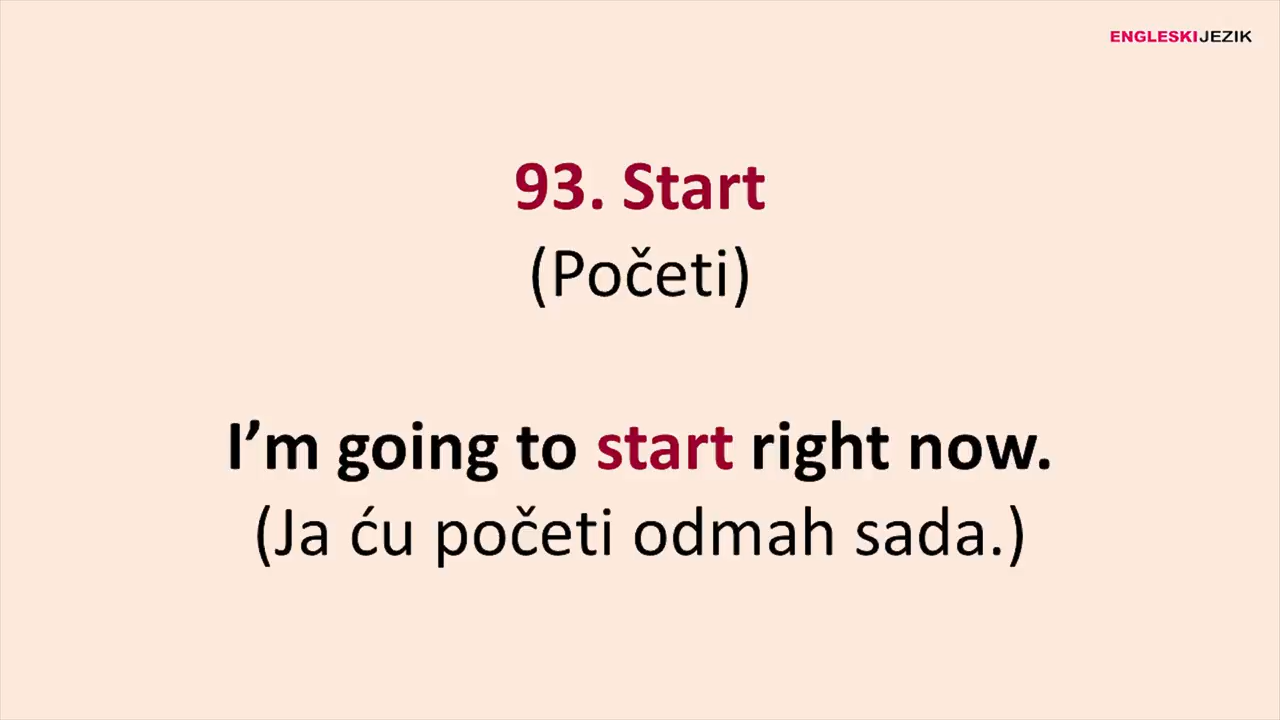 ENGLESKIJEZIK
93. Start
(Početi)
I’m going to start right now.
(Ja ću početi odmah sada.)